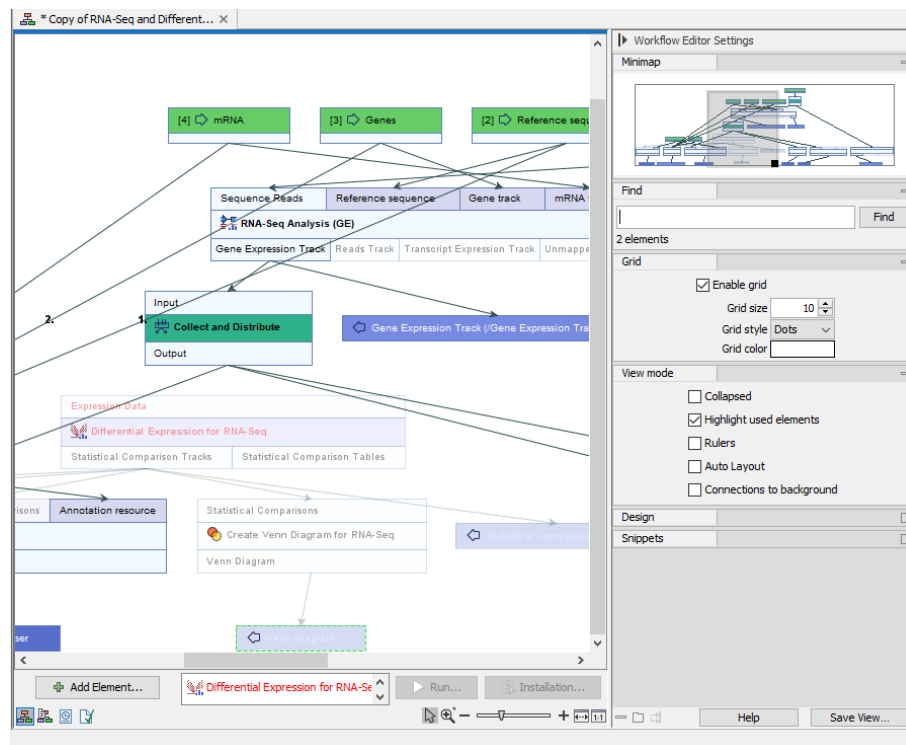 * Copy of RNA-Seq and Different...
Workflow Editor Settings
Minimap
[4] mRNA
[3] Genes
[2] Reference sequ
Sequence Reads
Reference sequence
Gene track
mRNA
RNA-Seq Analysis (GE)
Gene Expression Track
Reads Track
Transcript Expression Track
Unmappe
Input
2.
1.
Collect and Distribute
Output
Gene Expression Track (/Gene Expression Tra
Expression Data
Differential Expression for RNA-Seq
Statistical Comparison Tracks
Statistical Comparison Tables
isons
Annotation resource
Statistical Comparisons
Create Venn Diagram for RNA-Seq
Venn Diagram
Statistical Comparison
ser
Venn Diagram
Find
Find
2 elements
Grid
Enable grid
Grid size 10
Grid style Dots
Grid color
View mode
Collapsed
Highlight used elements
Rulers
Auto Layout
Connections to background
Design
Snippets
Add Element...
Differential Expression for RNA-Se
Run...
Installation...
1:1
Help
Save View...